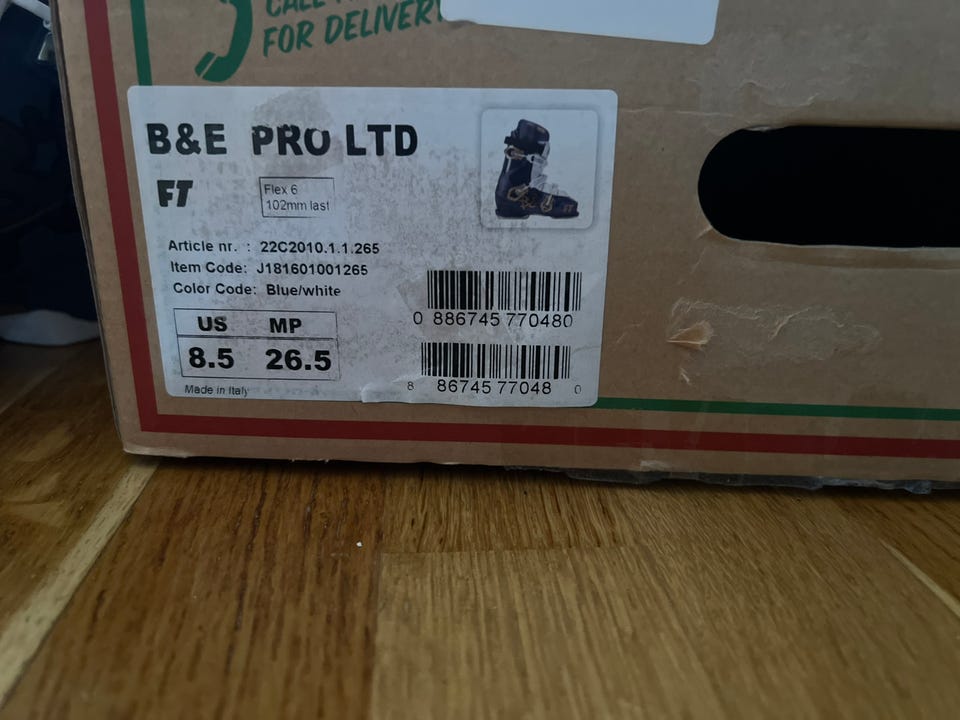 FOR DELIVERY
B&E PRO LTD
FT
Flex 6
102mm last
Article nr. : 22C2010.1.1.265
Item Code: J181601001265
Color Code: Blue/white
US MP
8.5 26.5
Made in Italy
0 886745 770480
8 86745 77048 0